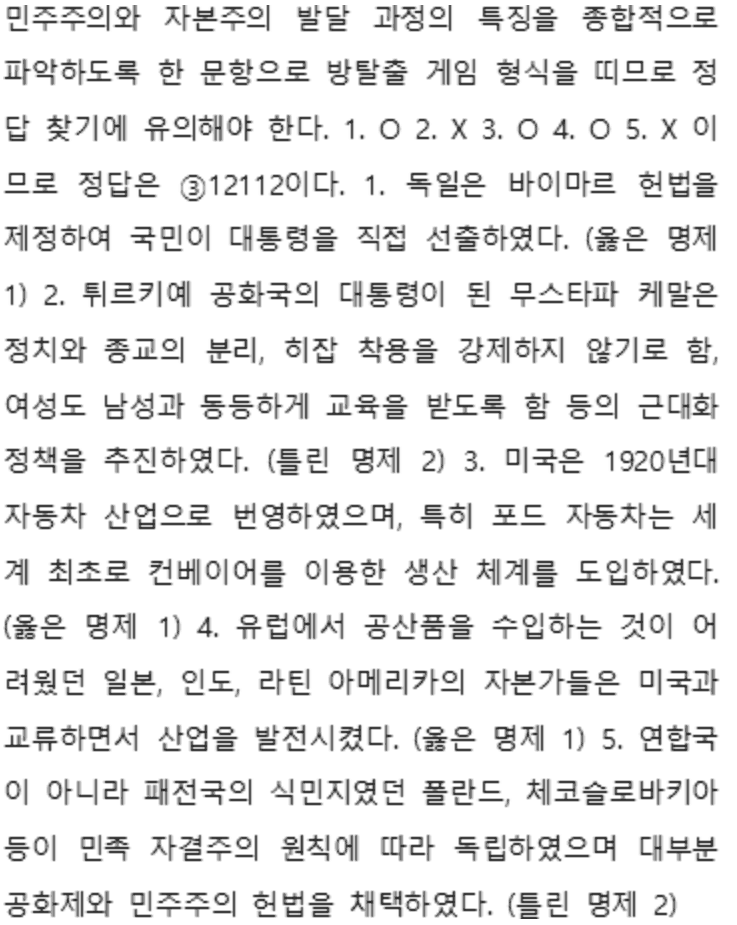 민주주의와 자본주의 발달 과정의 특징을 종합적으로
파악하도록 한 문항으로 방탈출 게임 형식을 띠므로 정
답 찾기에 유의해야 한다. 1. O 2. X 3. O 4. O 5. X 이
므로 정답은 ③12112이다. 1. 독일은 바이마르 헌법을
제정하여 국민이 대통령을 직접 선출하였다. (옳은 명제
1) 2. 튀르키예 공화국의 대통령이 된 무스타파 케말은
정치와 종교의 분리, 히잡 착용을 강제하지 않기로 함,
여성도 남성과 동등하게 교육을 받도록 함 등의 근대화
정책을 추진하였다. (틀린 명제 2) 3. 미국은 1920년대
자동차 산업으로 번영하였으며, 특히 포드 자동차는 세
계 최초로 컨베이어를 이용한 생산 체계를 도입하였다.
(옳은 명제 1) 4. 유럽에서 공산품을 수입하는 것이 어
려웠던 일본, 인도, 라틴 아메리카의 자본가들은 미국과
교류하면서 산업을 발전시켰다. (옳은 명제 1) 5. 연합국
이 아니라 패전국의 식민지였던 폴란드, 체코슬로바키아
등이 민족 자결주의 원칙에 따라 독립하였으며 대부분
공화제와 민주주의 헌법을 채택하였다. (틀린 명제 2)